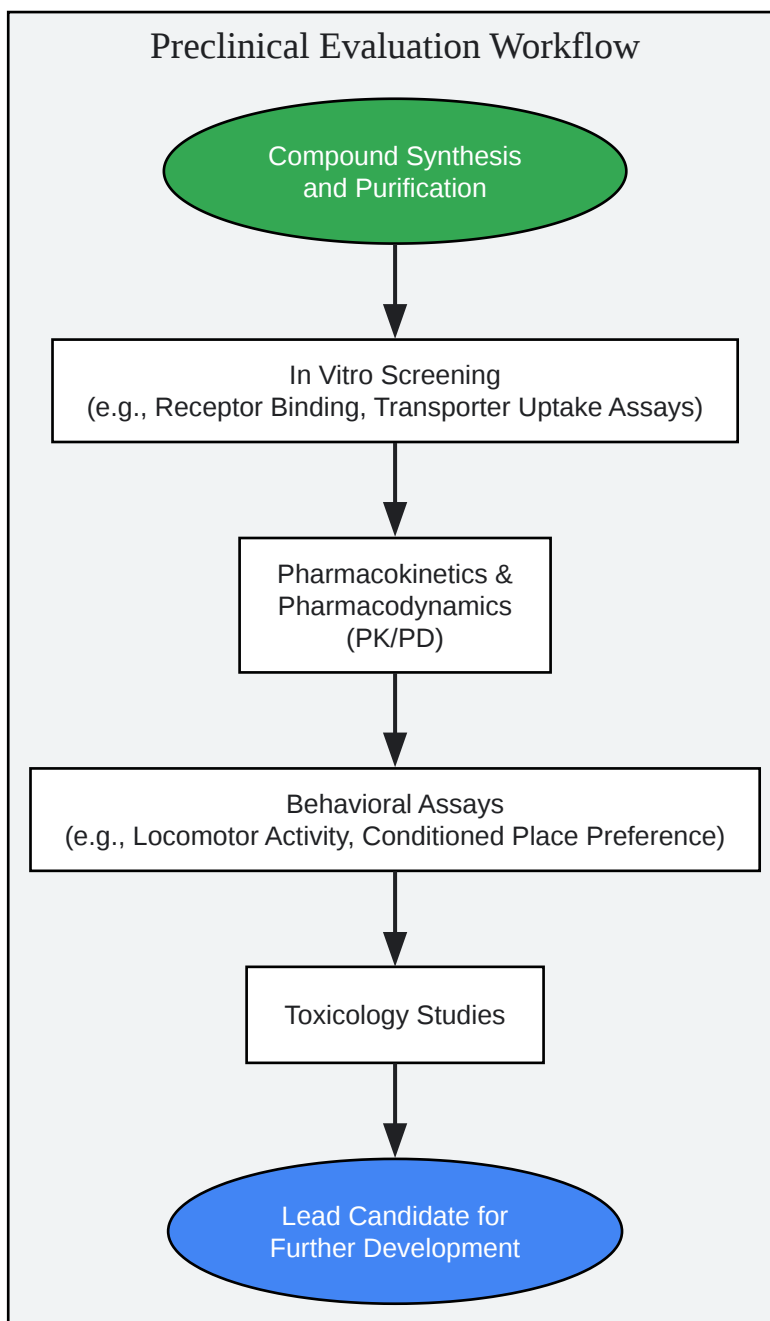 Preclinical Evaluation Workflow
Compound Synthesis
and Purification
In Vitro Screening
(e.g., Receptor Binding, Transporter Uptake Assays)
Pharmacokinetics &
Pharmacodynamics
(PK/PD)
Behavioral Assays
(e.g., Locomotor Activity, Conditioned Place Preference)
Toxicology Studies
Lead Candidate for
Further Development